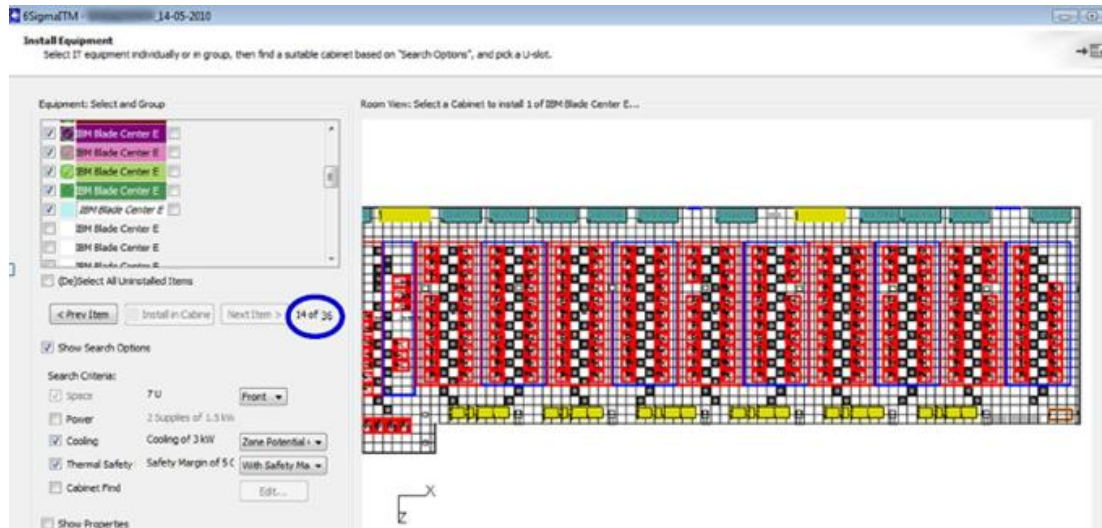 6SigmaITM - 14-05-2010
Install Equipment
Select IT equipment individually or in group, then find a suitable cabinet based on "Search Options", and pick a U-slot.
Equipment: Select and Group
Room View: Select a Cabinet to install 1 of IBM Blade Center E...
IBM Blade Center E
IBM Blade Center E
IBM Blade Center E
IBM Blade Center E
IBM Blade Center E
IBM Blade Center E
IBM Blade Center E
IBM Blade Center E
(De)Select All Uninstalled Items
< Prev Item
Install in Cabine
Next Item >
14 of 36
Show Search Options
Search Criteria:
Space 7 U Front
Power 2 Supplies of 1.5 kW
Cooling Cooling of 3 kW Zone Potential
Thermal Safety Safety Margin of 5 C With Safety Ma
Cabinet Find Edit...
Show Properties
X
Z